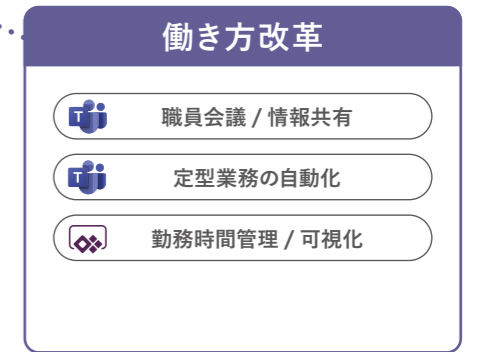 働き方改革
職員会議 / 情報共有
定型業務の自動化
勤務時間管理 / 可視化